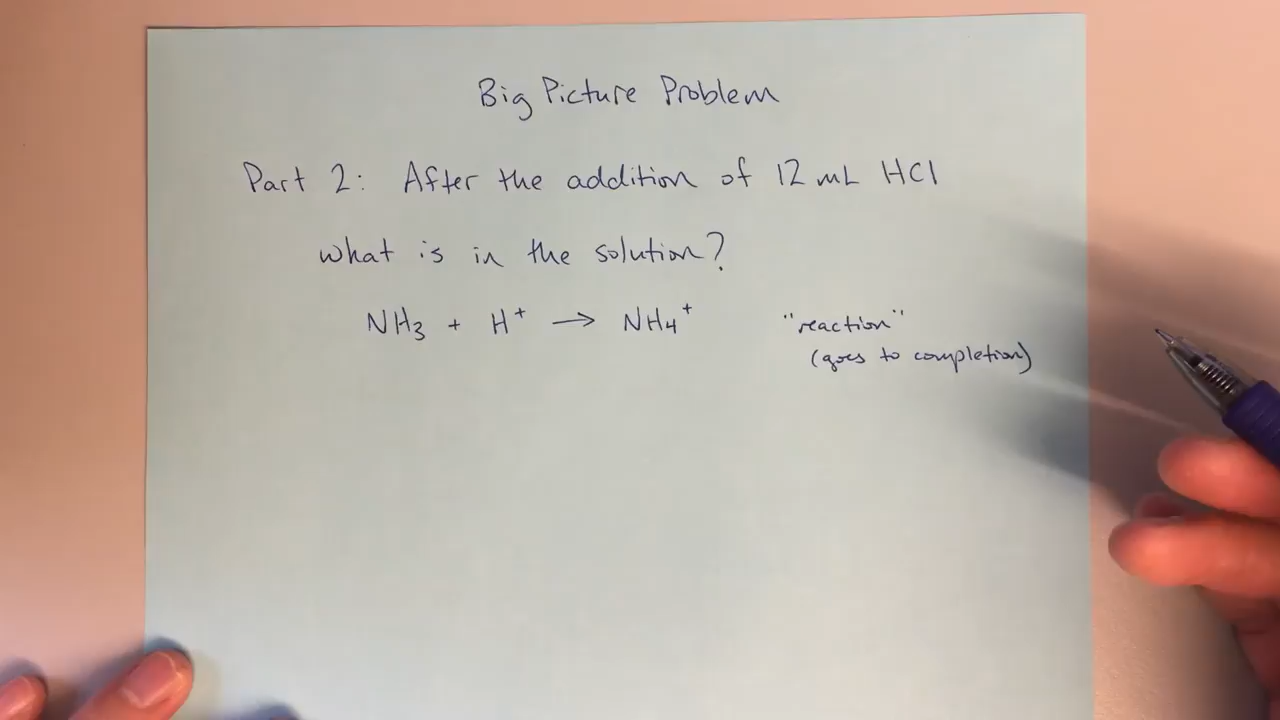 Big Picture Problem
Part 2: After the addition of 12 mL HCl
what is in the solution?
NH₃ + H⁺ → NH₄⁺ "reaction"
(goes to completion)